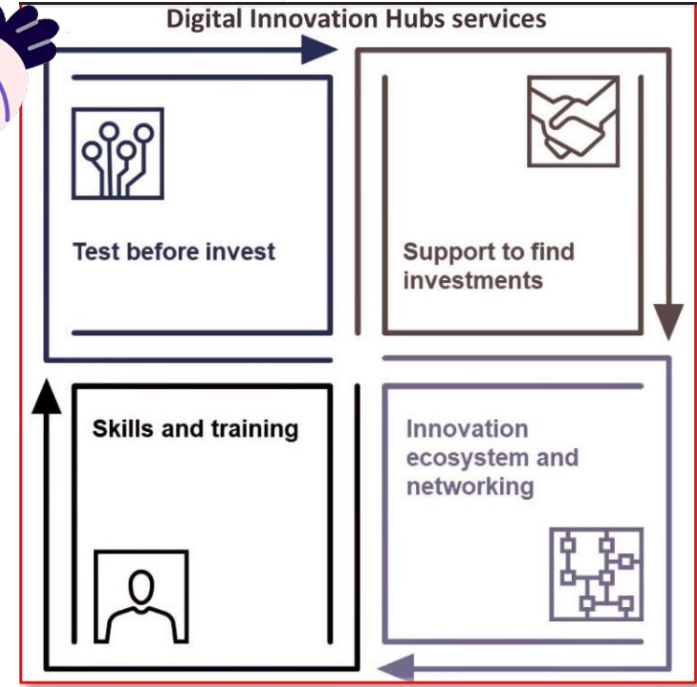 Digital Innovation Hubs services
Test before invest
Support to find
investments
Skills and training
Innovation
ecosystem and
networking